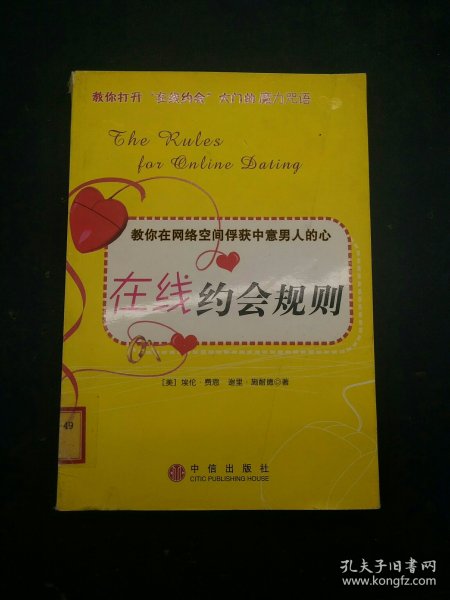 教你打开“在线约会”大门的魔力咒语
The Rules
for Online Dating
教你在网络空间俘获中意男人的心
在线约会规则
[美] 埃伦·费恩 谢里·施耐德◎著
49
中信出版社
CITIC PUBLISHING HOUSE
孔夫子旧书网
www.kongfz.com